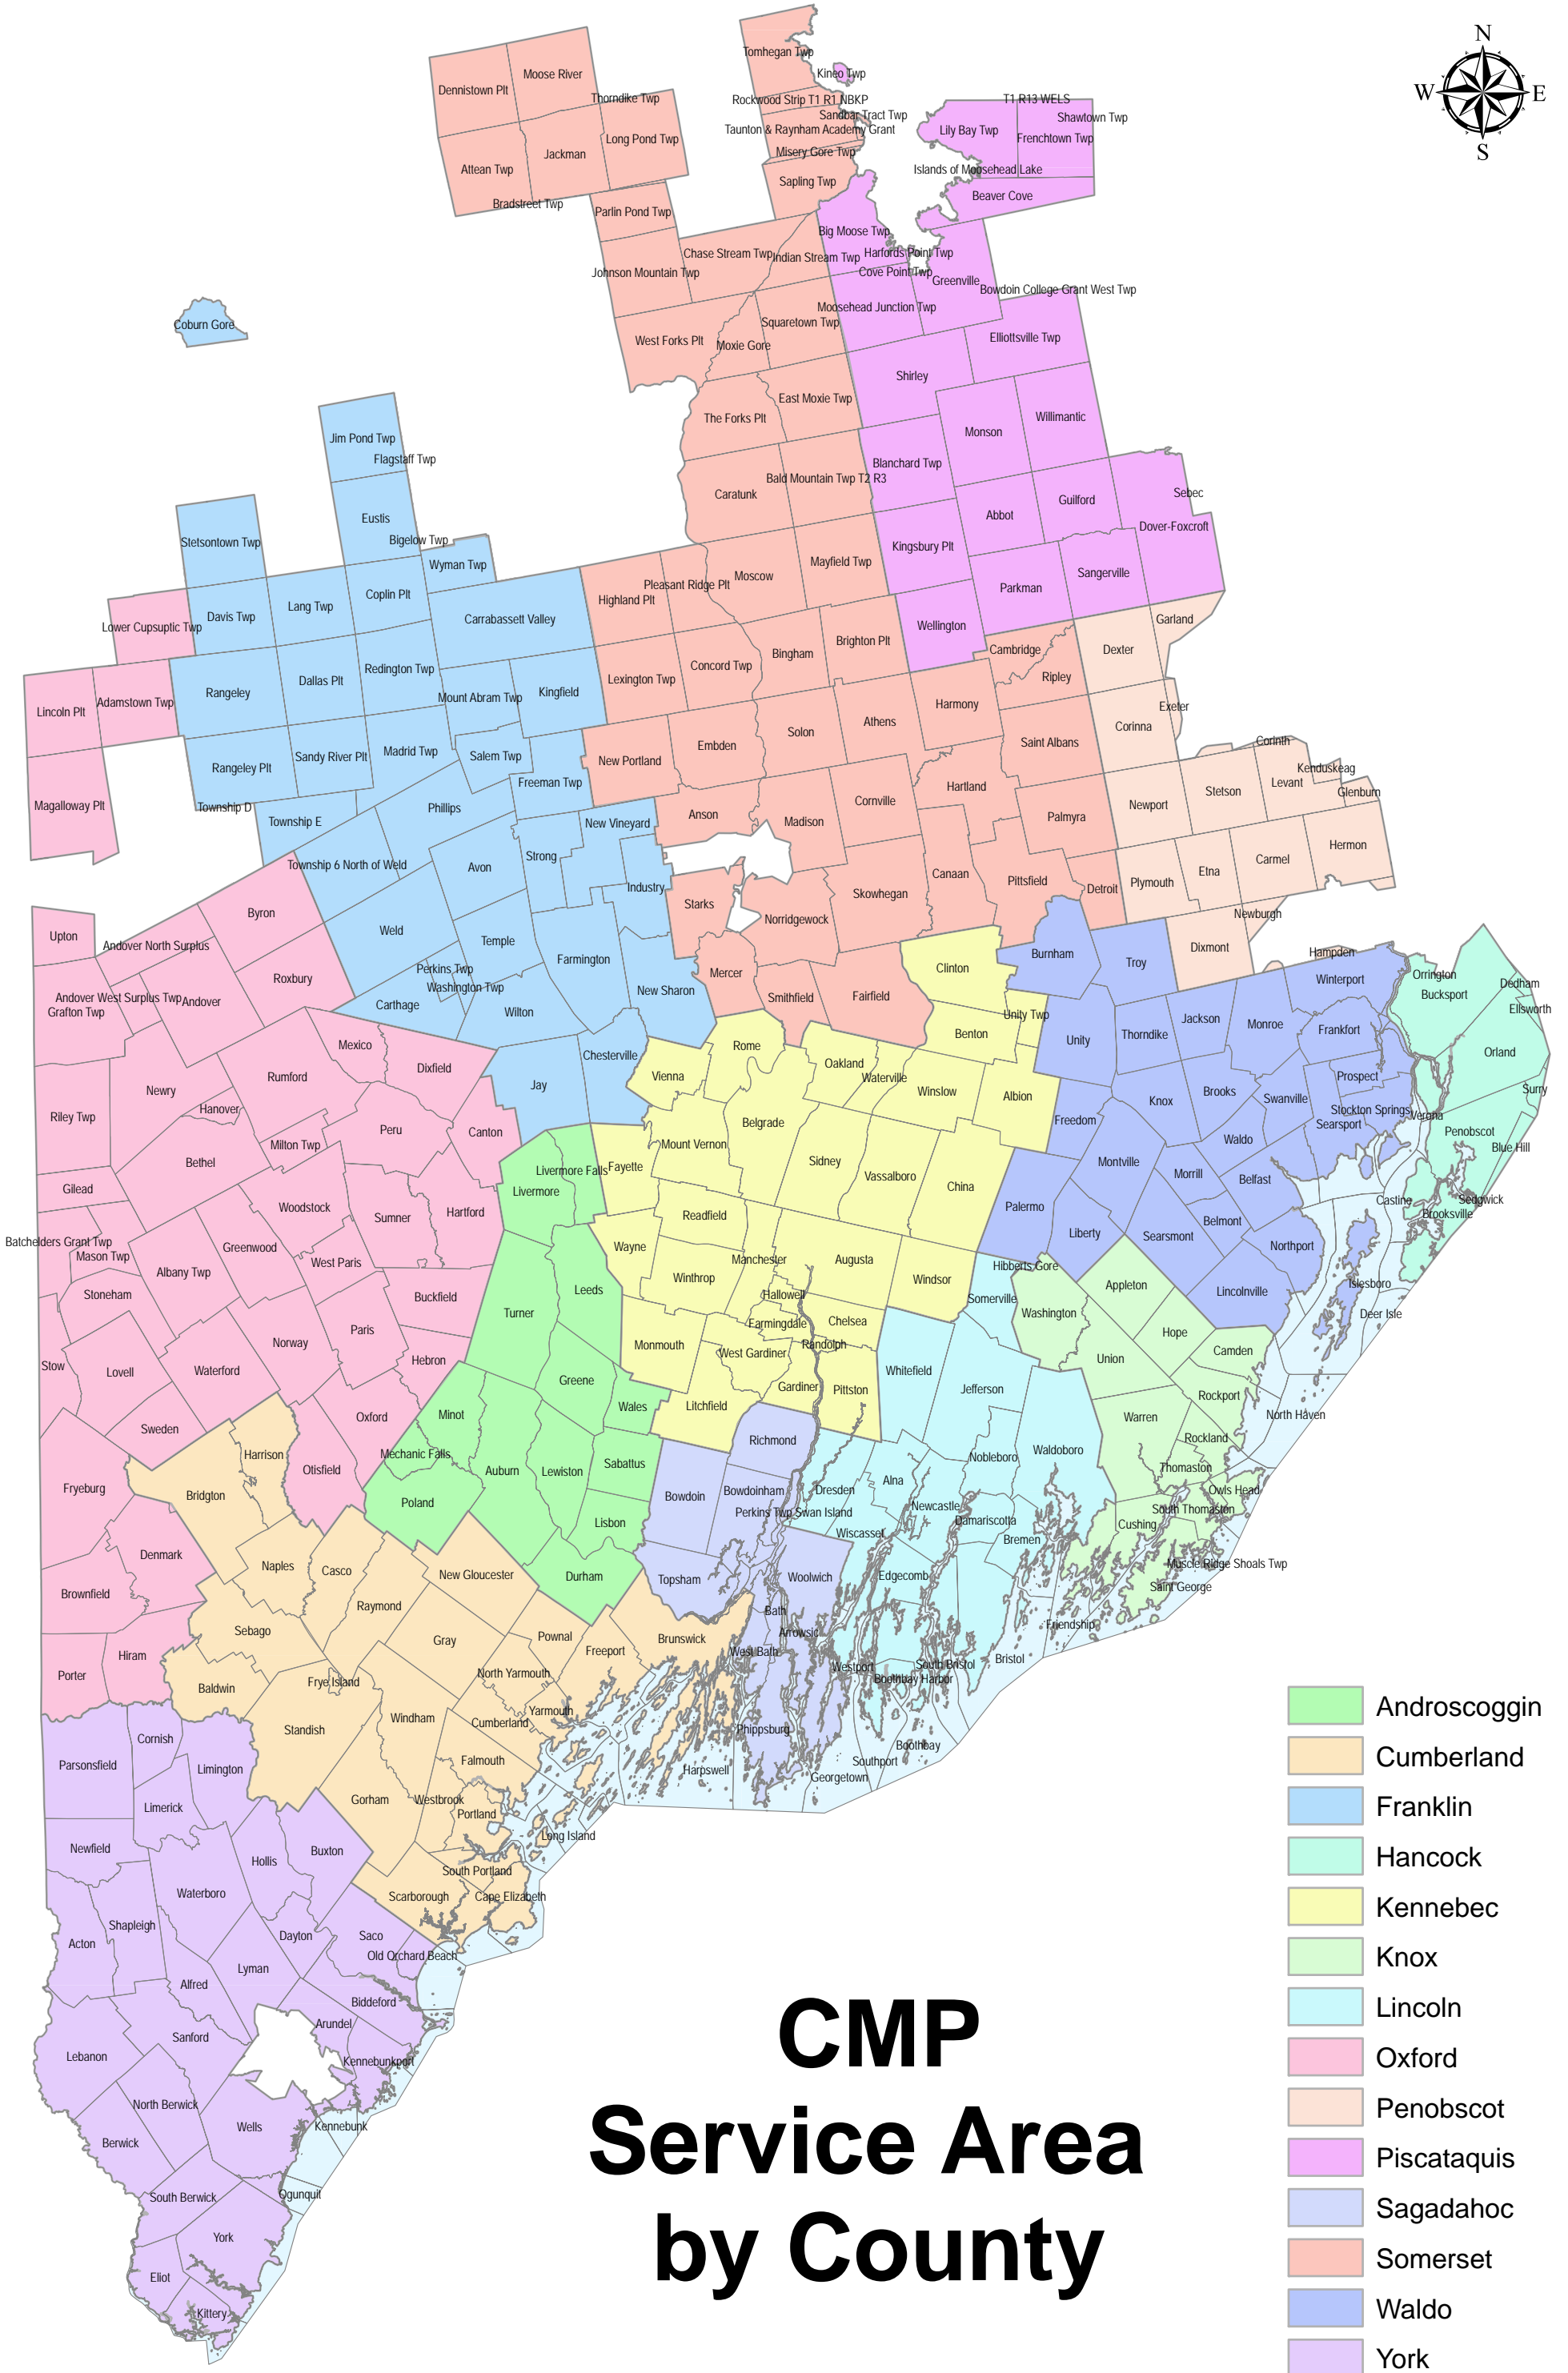 N
W E
S
Tomhegan Twp
Kineo Twp
Moose River
Dennistown Plt
Thorndike Twp
Rockwood Strip T1 R1 NBKP
T1 R13 WELS
Sandbar Tract Twp
Shawtown Twp
Taunton & Raynham Academy Grant
Lily Bay Twp
Frenchtown Twp
Long Pond Twp
Jackman
Misery Gore Twp
Attean Twp
Islands of Moosehead Lake
Sapling Twp
Beaver Cove
Bradstreet Twp
Parlin Pond Twp
Big Moose Twp
Chase Stream Twp
Indian Stream Twp
Harfords Point Twp
Johnson Mountain Twp
Cove Point Twp
Greenville
Bowdoin College Grant West Twp
Moosehead Junction Twp
Coburn Gore
Squaretown Twp
West Forks Plt
Moxie Gore
Elliottsville Twp
Shirley
East Moxie Twp
The Forks Plt
Willimantic
Monson
Jim Pond Twp
Flagstaff Twp
Blanchard Twp
Bald Mountain Twp T2 R3
Caratunk
Sebec
Guilford
Abbot
Eustis
Dover-Foxcroft
Stetsontown Twp
Bigelow Twp
Kingsbury Plt
Wyman Twp
Mayfield Twp
Moscow
Sangerville
Pleasant Ridge Plt
Parkman
Coplin Plt
Highland Plt
Lang Twp
Davis Twp
Carrabassett Valley
Garland
Lower Cupsuptic Twp
Wellington
Brighton Plt
Cambridge
Dexter
Bingham
Concord Twp
Redington Twp
Lexington Twp
Ripley
Dallas Plt
Rangeley
Mount Abram Twp
Kingfield
Adamstown Twp
Lincoln Plt
Harmony
Exeter
Athens
Corinna
Solon
Saint Albans
Embden
Corinth
Madrid Twp
Sandy River Plt
Salem Twp
New Portland
Rangeley Plt
Freeman Twp
Kenduskeag
Levant
Hartland
Stetson
Glenburn
Cornville
Newport
Magalloway Plt
Township D
Phillips
Township E
Anson
Madison
Palmyra
New Vineyard
Hermon
Strong
Carmel
Township 6 North of Weld
Avon
Etna
Canaan
Pittsfield
Plymouth
Industry
Detroit
Skowhegan
Starks
Byron
Norridgewock
Newburgh
Weld
Upton
Temple
Andover North Surplus
Dixmont
Hampden
Burnham
Farmington
Troy
Clinton
Perkins Twp
Mercer
Orrington
Roxbury
Winterport
Washington Twp
Dedham
New Sharon
Bucksport
Smithfield
Fairfield
Andover West Surplus Twp
Andover
Carthage
Ellsworth
Grafton Twp
Wilton
Unity Twp
Jackson
Monroe
Frankfort
Benton
Thorndike
Unity
Mexico
Rome
Orland
Chesterville
Oakland
Dixfield
Vienna
Rumford
Waterville
Prospect
Jay
Newry
Winslow
Brooks
Surry
Albion
Swanville
Knox
Hanover
Stockton Springs
Verona
Riley Twp
Freedom
Belgrade
Searsport
Peru
Canton
Penobscot
Waldo
Milton Twp
Mount Vernon
Blue Hill
Bethel
Sidney
Montville
Fayette
Livermore Falls
Morrill
Vassalboro
Belfast
Gilead
China
Livermore
Castine
Sedgwick
Woodstock
Palermo
Hartford
Readfield
Brooksville
Sumner
Belmont
Liberty
Searsmont
Batchelders Grant Twp
Greenwood
Wayne
Northport
Mason Twp
West Paris
Manchester
Augusta
Hibberts Gore
Albany Twp
Winthrop
Windsor
Islesboro
Appleton
Leeds
Lincolnville
Stoneham
Hallowell
Buckfield
Somerville
Turner
Washington
Deer Isle
Farmingdale
Chelsea
Paris
Hope
Norway
Monmouth
Randolph
Camden
West Gardiner
Union
Hebron
Stow
Waterford
Whitefield
Lovell
Greene
Gardiner
Pittston
Jefferson
Rockport
Wales
Litchfield
Minot
Oxford
Warren
North Haven
Sweden
Rockland
Richmond
Waldoboro
Harrison
Mechanic Falls
Nobleboro
Sabattus
Thomaston
Otisfield
Auburn
Lewiston
Alna
Fryeburg
Dresden
Owls Head
Bowdoinham
Bridgton
Bowdoin
Poland
Newcastle
South Thomaston
Perkins Twp Swan Island
Damariscotta
Lisbon
Cushing
Wiscasset
Bremen
Denmark
Muscle Ridge Shoals Twp
Naples
Casco
New Gloucester
Durham
Woolwich
Edgecomb
Topsham
Saint George
Brownfield
Raymond
Bath
Friendship
Sebago
Arrowsic
Pownal
Gray
Brunswick
Freeport
West Bath
Hiram
Bristol
South Bristol
Westport
North Yarmouth
Porter
Boothbay Harbor
Frye Island
Baldwin
Androscoggin
Yarmouth
Windham
Cumberland
Standish
Phippsburg
Cornish
Boothbay
Cumberland
Falmouth
Southport
Parsonsfield
Limington
Harpswell
Georgetown
Gorham
Westbrook
Limerick
Franklin
Portland
Long Island
Newfield
Buxton
Hollis
Hancock
South Portland
Waterboro
Scarborough
Cape Elizabeth
Kennebec
Shapleigh
Dayton
Saco
Acton
Old Orchard Beach
Knox
Lyman
Alfred
Biddeford
Lincoln
Arundel
Sanford
CMP
Lebanon
Kennebunkport
Oxford
North Berwick
Penobscot
Wells
Kennebunk
Service Area
Berwick
Piscataquis
Ogunquit
South Berwick
Sagadahoc
York
by County
Somerset
Eliot
Waldo
Kittery
York